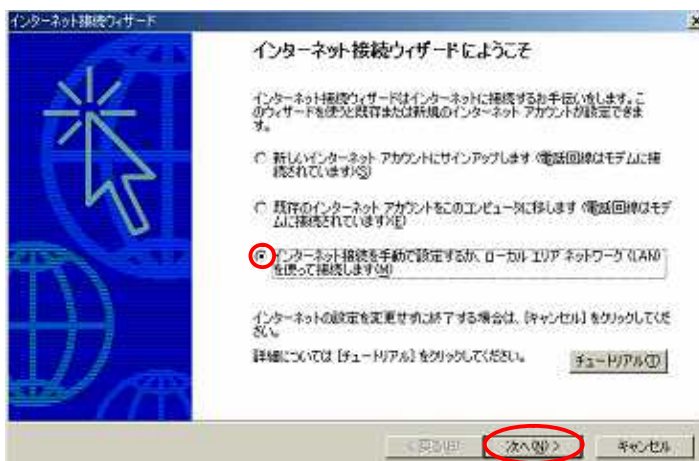 インターネット接続ウィザード
インターネット接続ウィザードにようこそ
インターネット接続ウィザードはインターネットに接続するお手伝いをします。こ
のウィザードを使うと既存または新規のインターネット アカウントが設定できま
す。
新しいインターネット アカウントにサインアップします (電話回線はモデムに接
続されています)(S)
既存のインターネット アカウントをこのコンピュータに移します (電話回線はモデ
ムに接続されています)(E)
インターネット接続を手動で設定するか、ローカル エリア ネットワーク (LAN)
を使って接続します(M)
インターネットの設定を変更せずに終了する場合は、[キャンセル] をクリックしてくだ
さい。
詳細については [チュートリアル] をクリックしてください。
チュートリアル(T)
< 戻る(B)
次へ(N) >
キャンセル